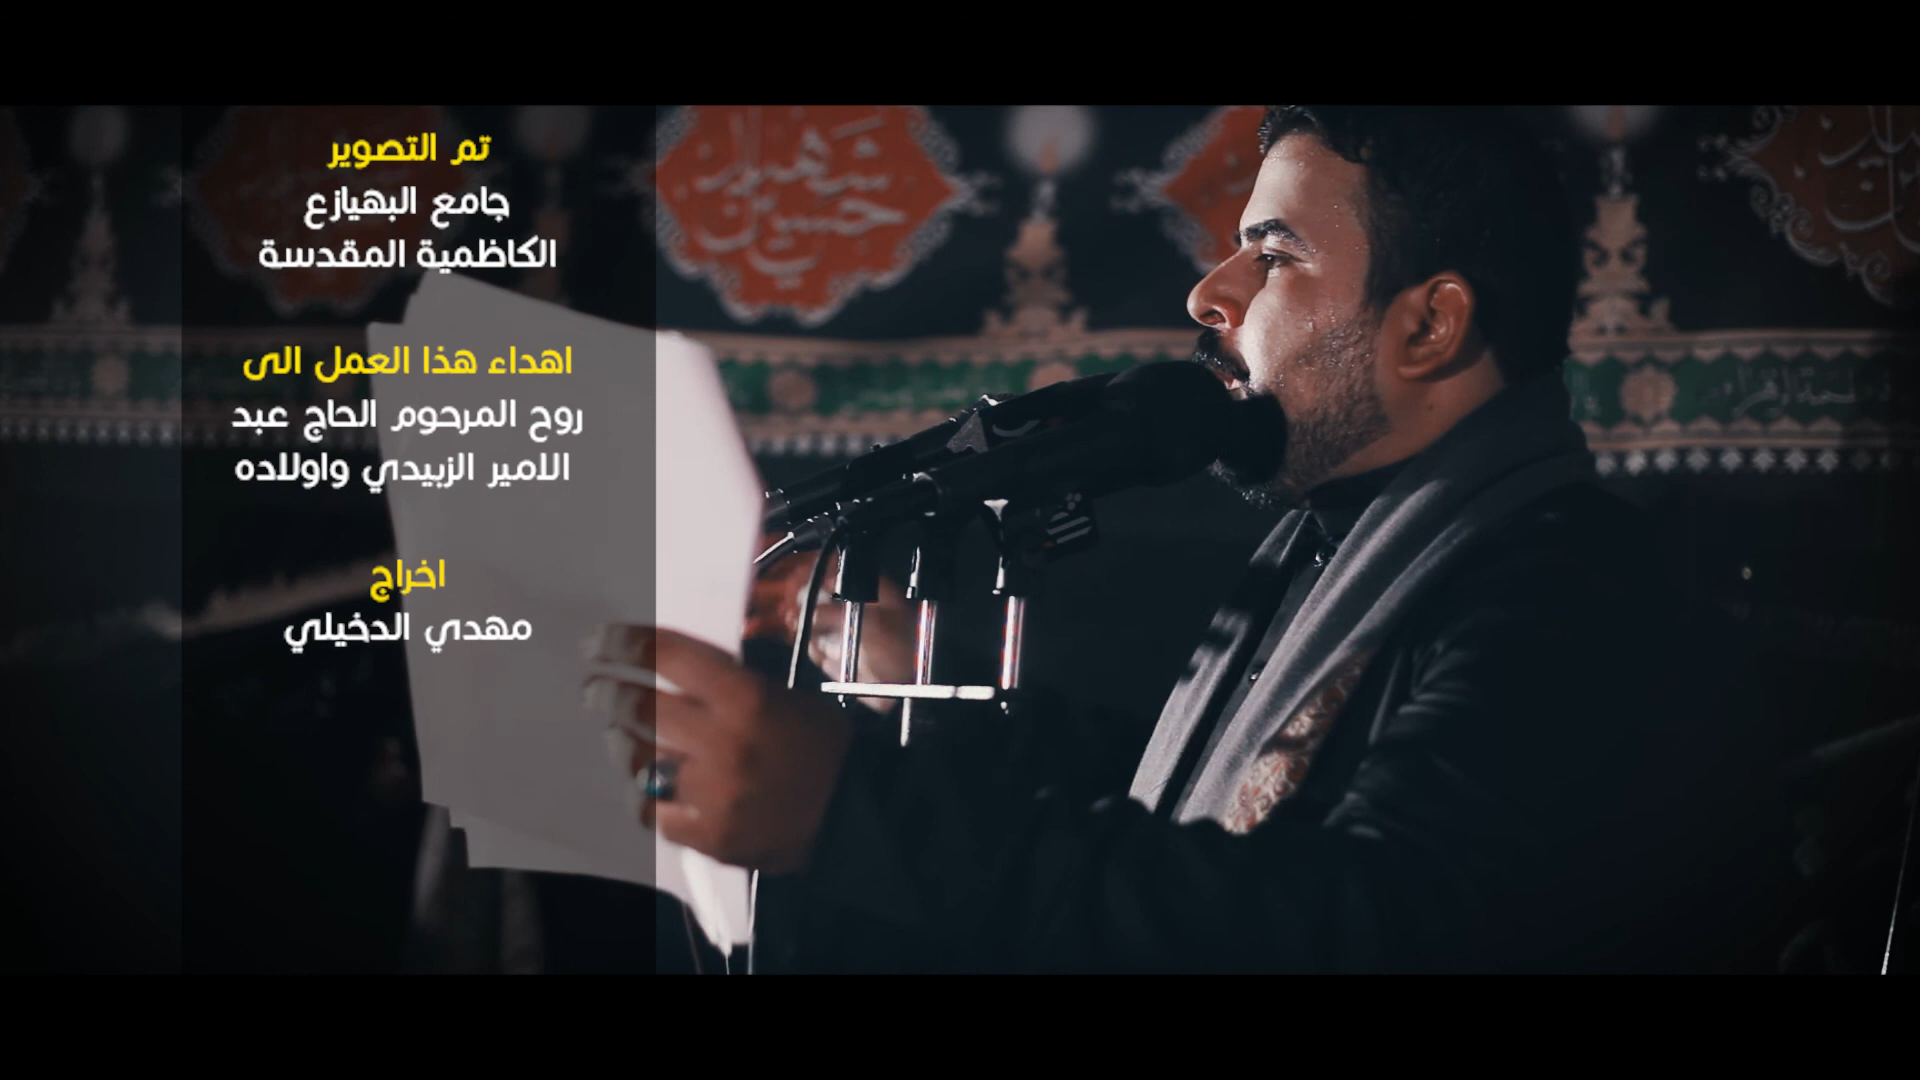 تم التصوير
جامع البهيازع
الكاظمية المقدسة
اهداء هذا العمل الى
روح المرحوم الحاج عبد
الامير الزبيدي واولاده
اخراج
مهدي الدخيلي
حسين